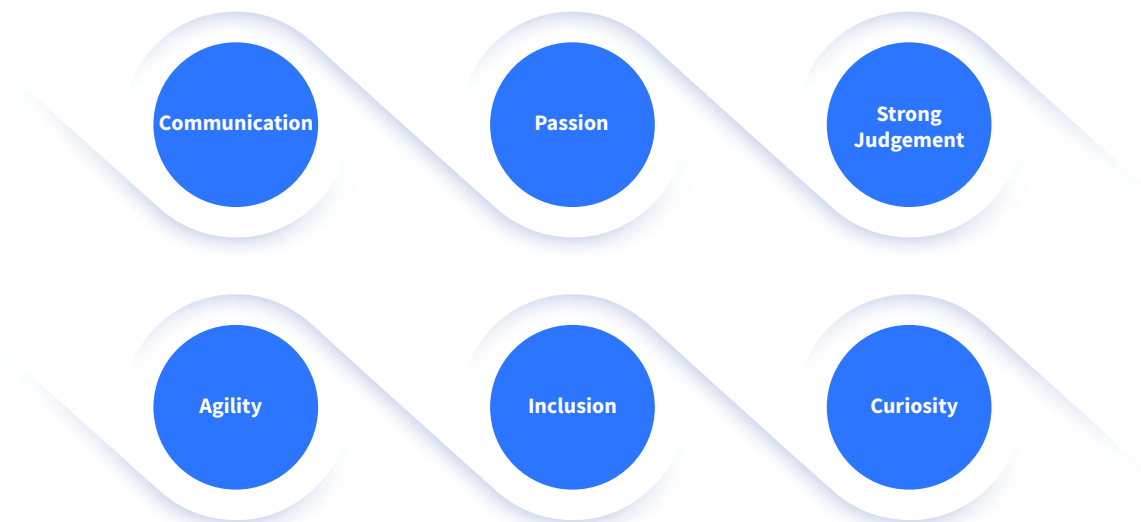 Communication
Passion
Strong
Judgement
Agility
Inclusion
Curiosity